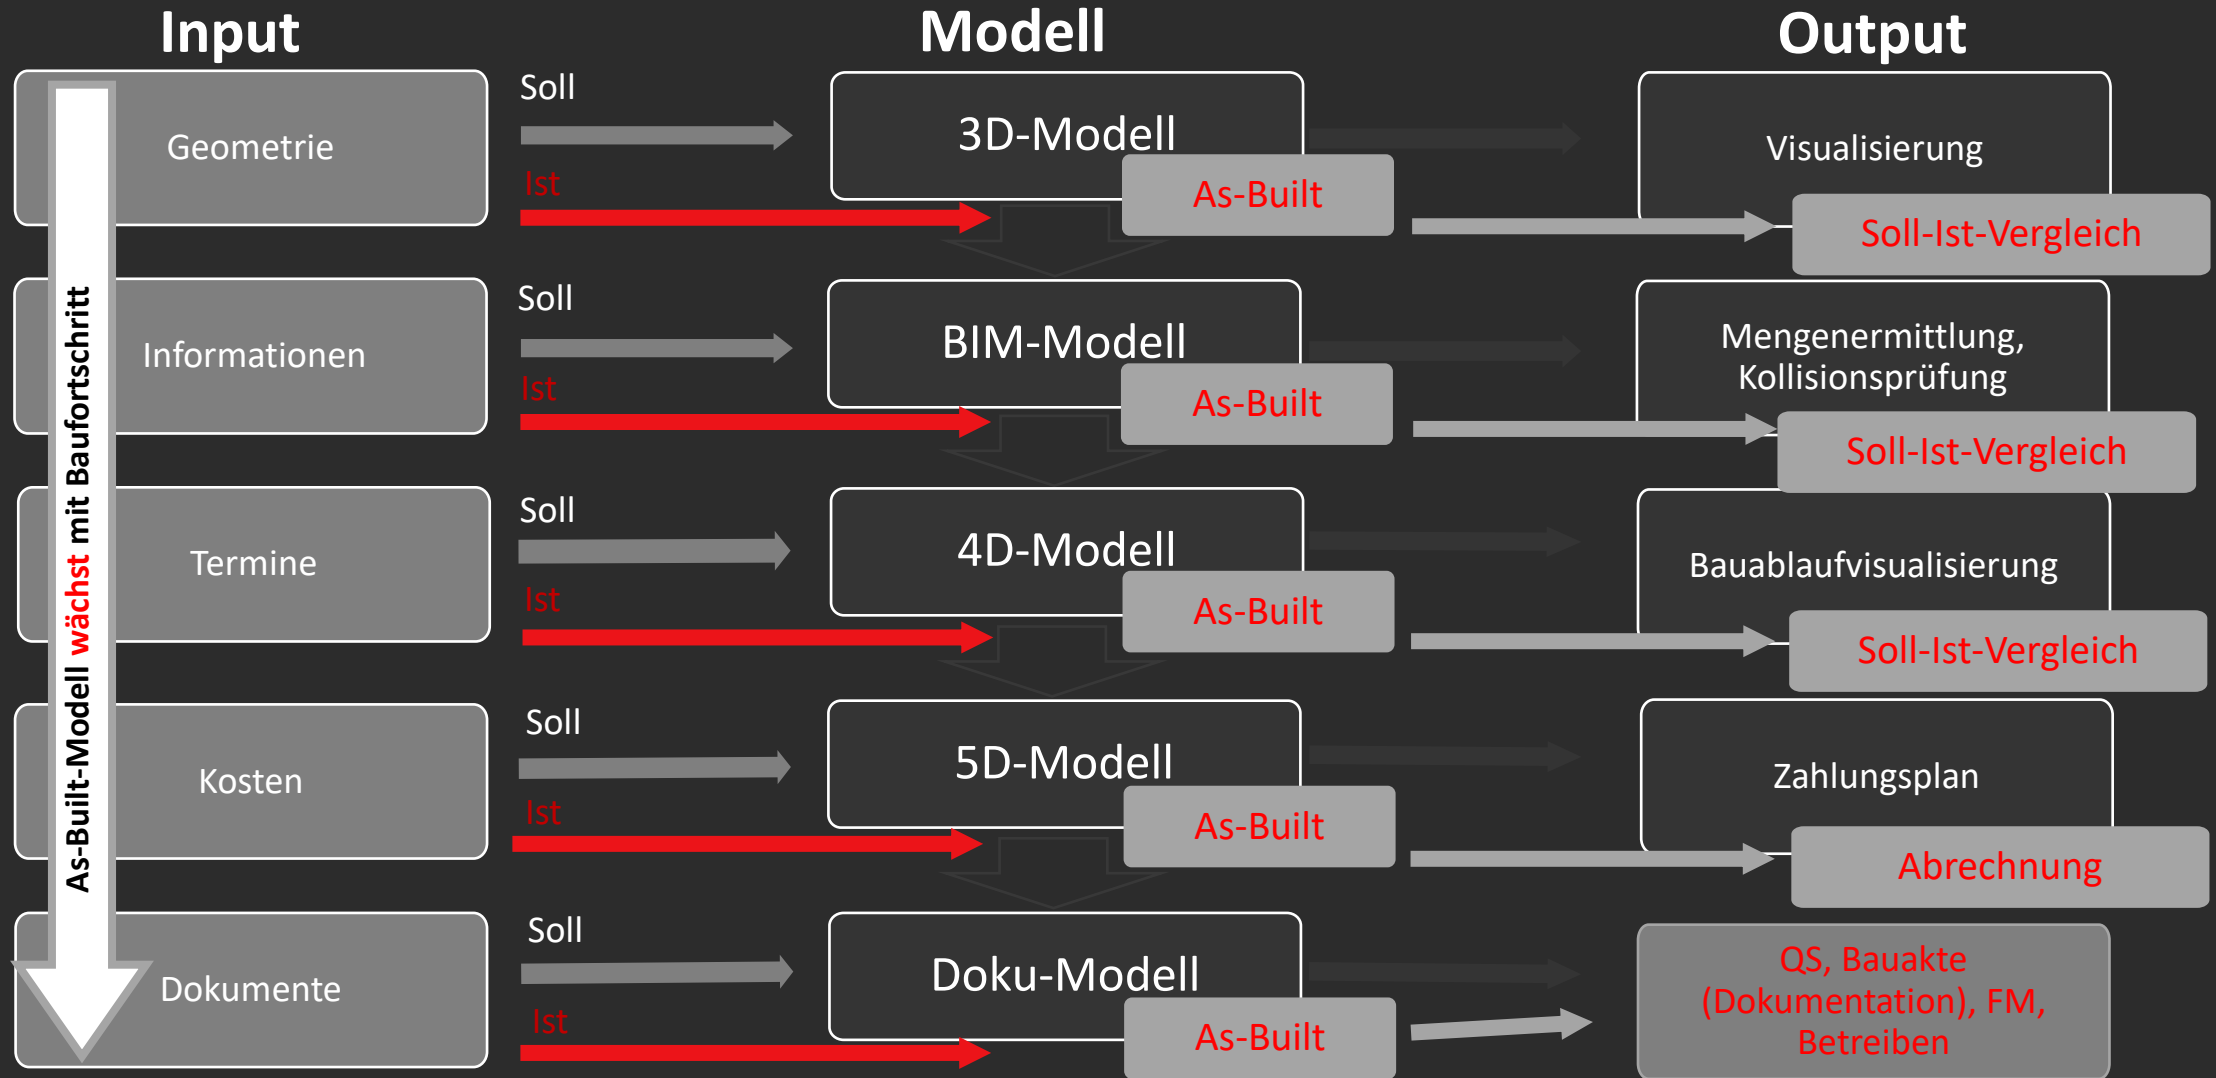 Input
Modell
Output
As-Built-Modell wächst mit Baufortschritt
Geometrie
Soll
Ist
3D-Modell
As-Built
Visualisierung
Soll-Ist-Vergleich
Informationen
Soll
Ist
BIM-Modell
As-Built
Mengenermittlung,
Kollisionsprüfung
Soll-Ist-Vergleich
Termine
Soll
Ist
4D-Modell
As-Built
Bauablaufvisualisierung
Soll-Ist-Vergleich
Kosten
Soll
Ist
5D-Modell
As-Built
Zahlungsplan
Abrechnung
Dokumente
Soll
Ist
Doku-Modell
As-Built
QS, Bauakte
(Dokumentation), FM,
Betreiben